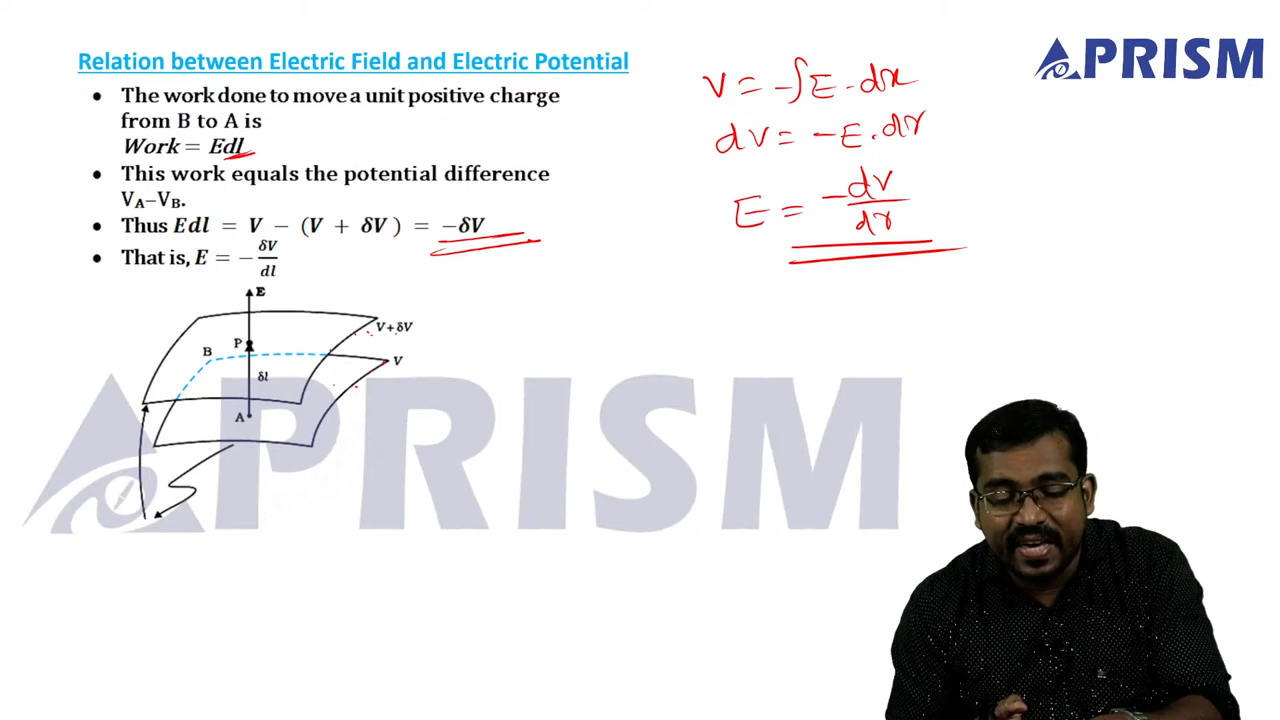 Relation between Electric Field and Electric Potential
• The work done to move a unit positive charge
from B to A is
Work = Edl
• This work equals the potential difference
V_A–V_B.
• Thus Edl = V − (V + δV) = −δV
• That is, E = − δV/dl
E
P
V+δV
B
V
δl
A
V = -∫E · dx
dV = -E · dr
E = -dV/dr
APRISM
APRISM